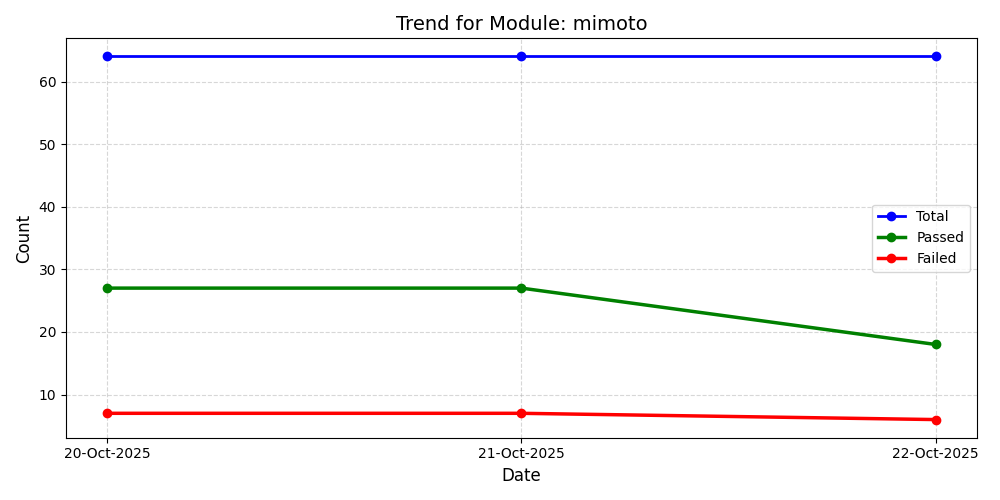 Trend for Module: mimoto
Count
60
50
40
30
20
10
Total
Passed
Failed
20-Oct-2025
21-Oct-2025
22-Oct-2025
Date